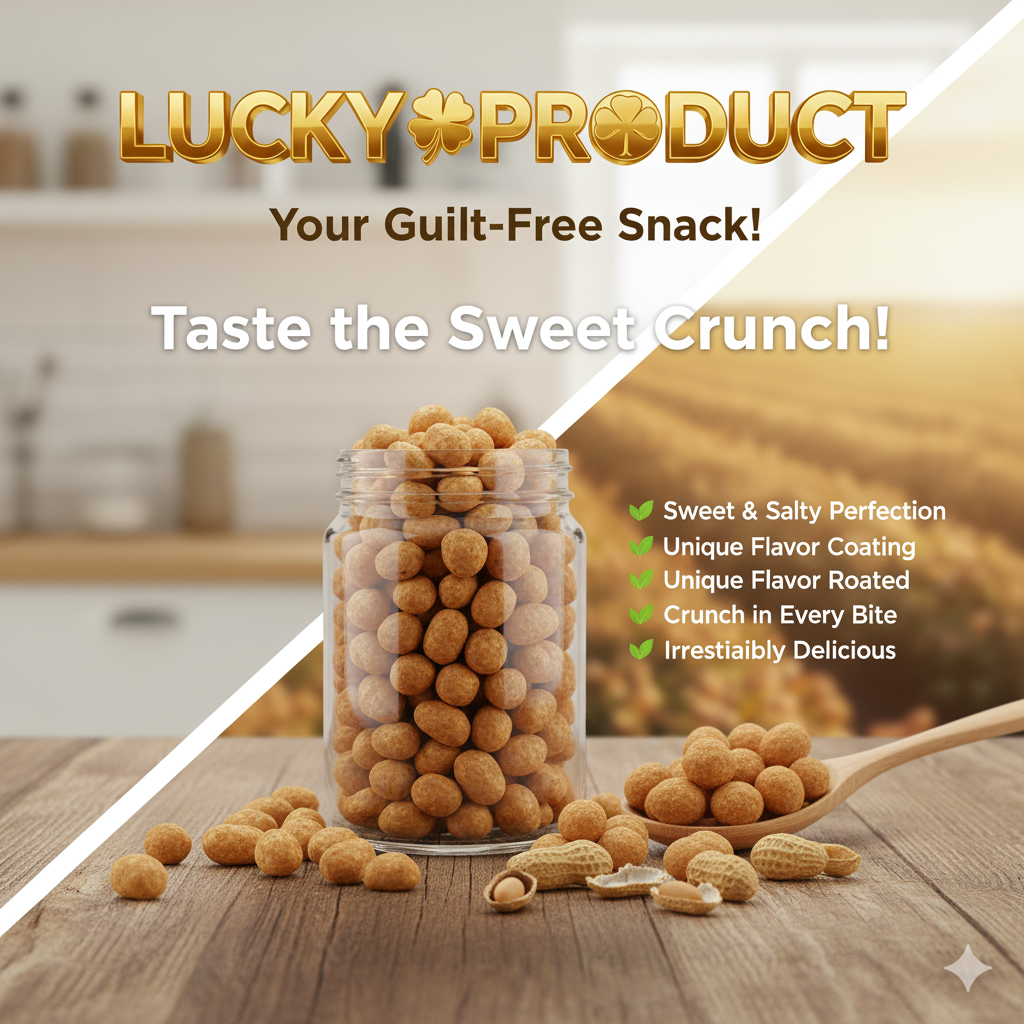 LUCKY PRODUCT
Your Guilt-Free Snack!
Taste the Sweet Crunch!
Sweet & Salty Perfection
Unique Flavor Coating
Unique Flavor Roated
Crunch in Every Bite
Irrestiaibly Delicious